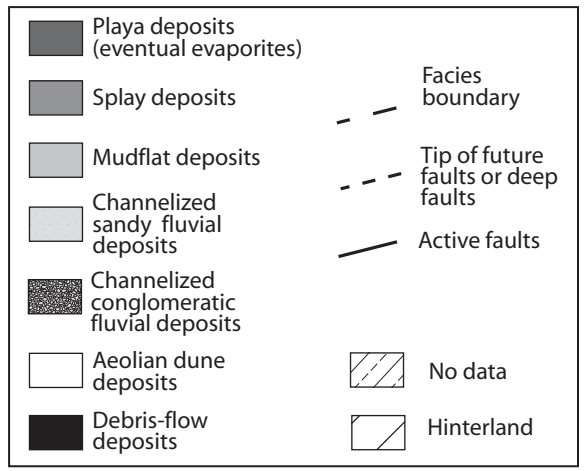 Playa deposits
(eventual evaporites)
Splay deposits
Mudflat deposits
Channelized
sandy fluvial
deposits
Channelized
conglomeratic
fluvial deposits
Aeolian dune
deposits
Debris-flow
deposits
Facies
boundary
Tip of future
faults or deep
faults
Active faults
No data
Hinterland